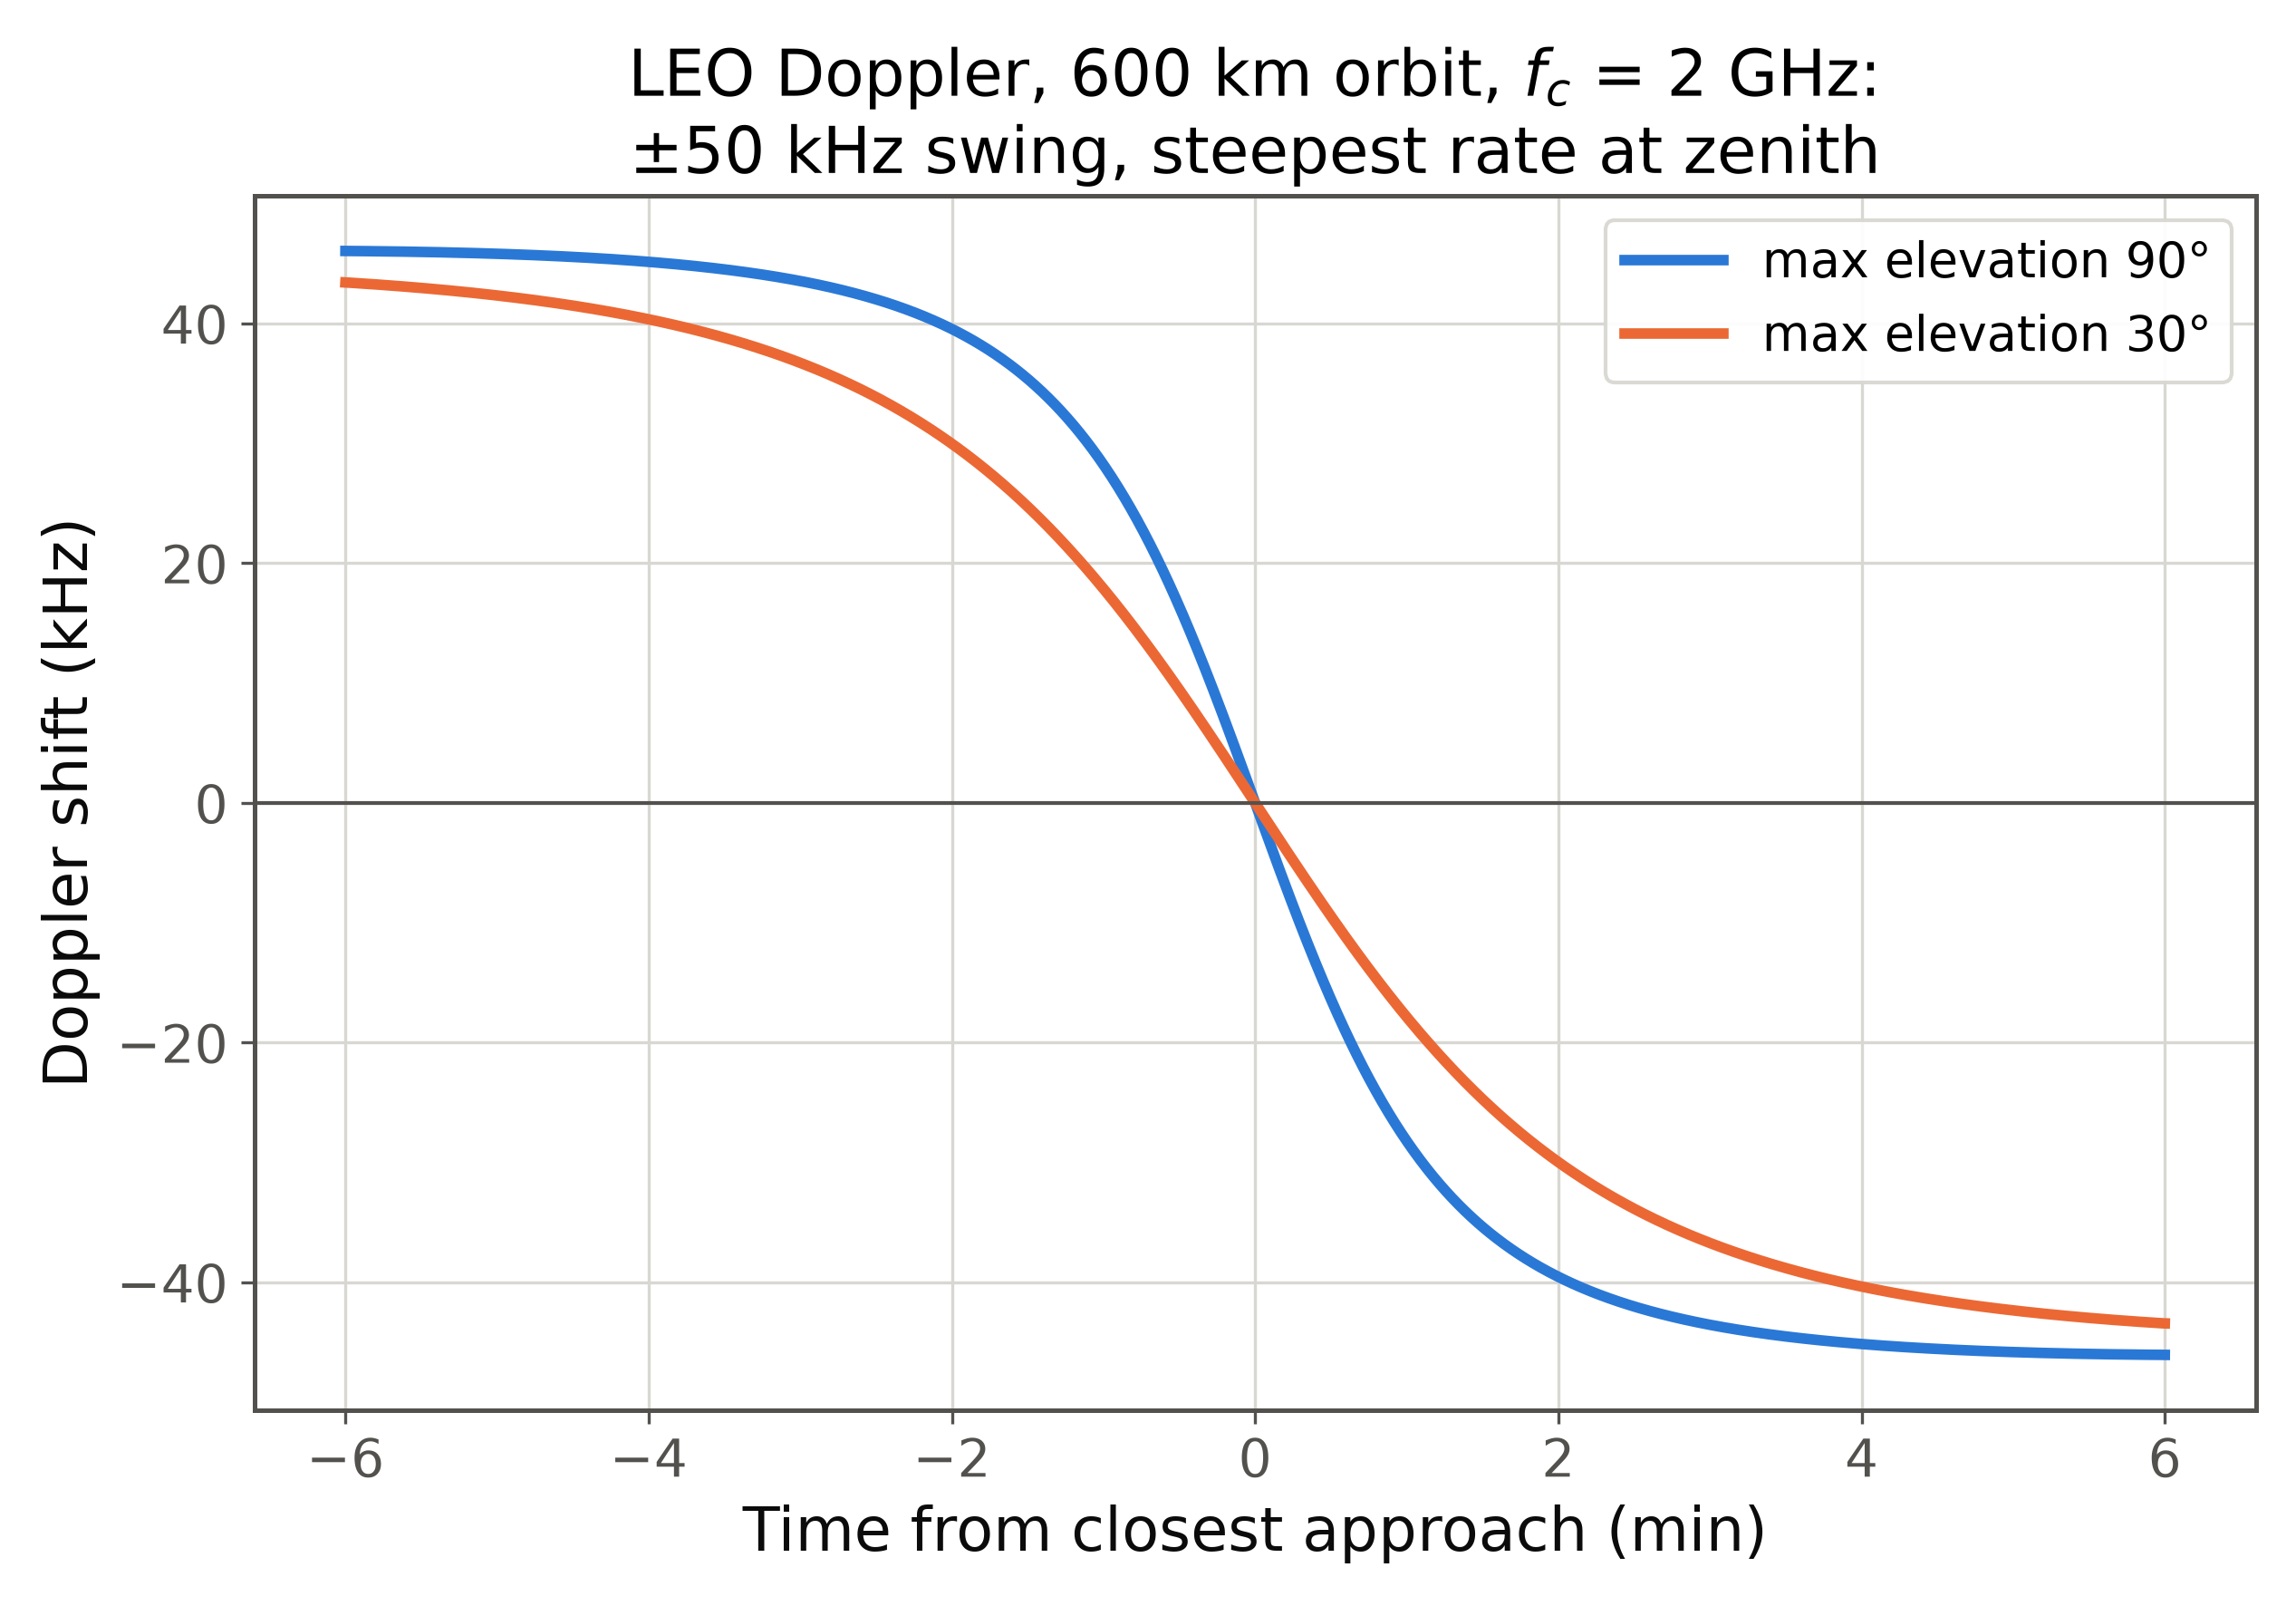 LEO Doppler, 600 km orbit, f_c = 2 GHz:
±50 kHz swing, steepest rate at zenith
max elevation 90°
max elevation 30°
Doppler shift (kHz)
40
20
0
−20
−40
−6
−4
−2
0
2
4
6
Time from closest approach (min)